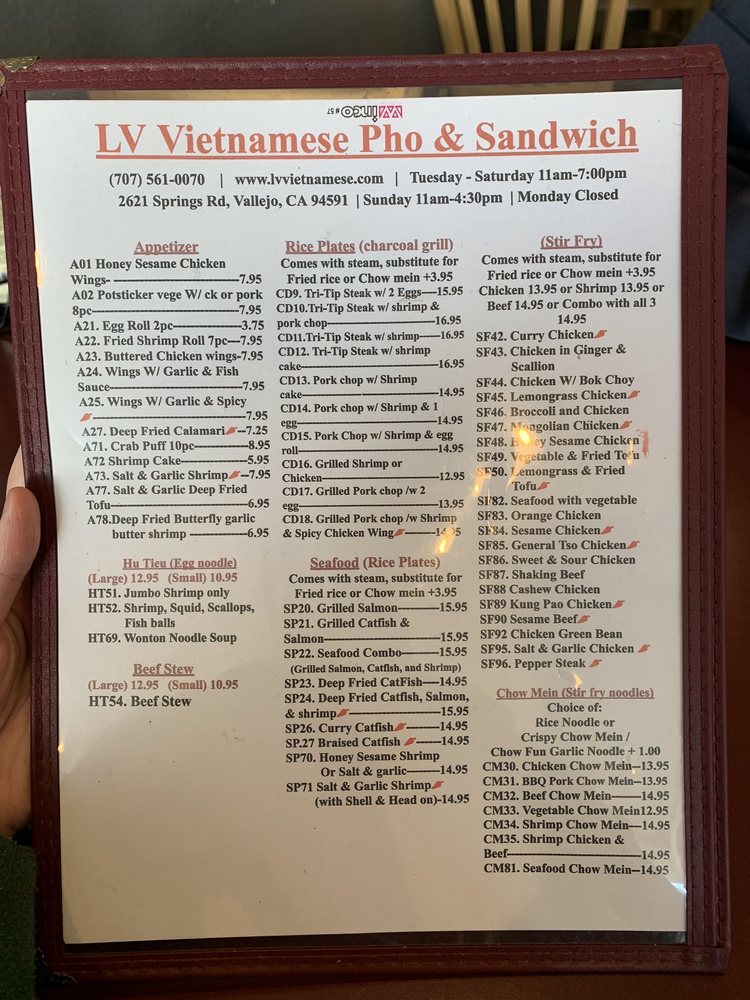 winco #57
LV Vietnamese Pho & Sandwich
(707) 561-0070 | www.lvvietnamese.com | Tuesday - Saturday 11am-7:00pm
2621 Springs Rd, Vallejo, CA 94591 | Sunday 11am-4:30pm | Monday Closed
Appetizer
A01 Honey Sesame Chicken
Wings- ------------------------7.95
A02 Potsticker vege W/ ck or pork
8pc-----------------------------7.95
A21. Egg Roll 2pc---------------3.75
A22. Fried Shrimp Roll 7pc---7.95
A23. Buttered Chicken wings-7.95
A24. Wings W/ Garlic & Fish
Sauce--------------------------7.95
A25. Wings W/ Garlic & Spicy
--------------------------------7.95
A27. Deep Fried Calamari--7.25
A71. Crab Puff 10pc------------8.95
A72 Shrimp Cake---------------5.95
A73. Salt & Garlic Shrimp--7.95
A77. Salt & Garlic Deep Fried
Tofu----------------------------6.95
A78.Deep Fried Butterfly garlic
butter shrimp ------------6.95
Hu Tieu (Egg noodle)
(Large) 12.95 (Small) 10.95
HT51. Jumbo Shrimp only
HT52. Shrimp, Squid, Scallops,
Fish balls
HT69. Wonton Noodle Soup
Beef Stew
(Large) 12.95 (Small) 10.95
HT54. Beef Stew
Rice Plates (charcoal grill)
Comes with steam, substitute for
Fried rice or Chow mein +3.95
CD9. Tri-Tip Steak w/ 2 Eggs----15.95
CD10.Tri-Tip Steak w/ shrimp &
pork chop-----------------------16.95
CD11.Tri-Tip Steak w/ shrimp-----16.95
CD12. Tri-Tip Steak w/ shrimp
cake-----------------------------16.95
CD13. Pork chop w/ Shrimp
cake-----------------------------14.95
CD14. Pork chop w/ Shrimp & 1
egg------------------------------14.95
CD15. Pork Chop w/ Shrimp & egg
roll------------------------------14.95
CD16. Grilled Shrimp or
Chicken-------------------------12.95
CD17. Grilled Pork chop /w 2
egg------------------------------13.95
CD18. Grilled Pork chop /w Shrimp
& Spicy Chicken Wing-----14.95
Seafood (Rice Plates)
Comes with steam, substitute for
Fried rice or Chow mein +3.95
SP20. Grilled Salmon---------15.95
SP21. Grilled Catfish &
Salmon-------------------------15.95
SP22. Seafood Combo--------15.95
(Grilled Salmon, Catfish, and Shrimp)
SP23. Deep Fried CatFish----14.95
SP24. Deep Fried Catfish, Salmon,
& shrimp-----------------------15.95
SP26. Curry Catfish--------14.95
SP.27 Braised Catfish ------14.95
SP70. Honey Sesame Shrimp
Or Salt & garlic--------14.95
SP71 Salt & Garlic Shrimp
(with Shell & Head on)-14.95
(Stir Fry)
Comes with steam, substitute for
Fried rice or Chow mein +3.95
Chicken 13.95 or Shrimp 13.95 or
Beef 14.95 or Combo with all 3
14.95
SF42. Curry Chicken
SF43. Chicken in Ginger &
Scallion
SF44. Chicken W/ Bok Choy
SF45. Lemongrass Chicken
SF46. Broccoli and Chicken
SF47. Mongolian Chicken
SF48. Honey Sesame Chicken
SF49. Vegetable & Fried Tofu
SF50. Lemongrass & Fried
Tofu
SF82. Seafood with vegetable
SF83. Orange Chicken
SF84. Sesame Chicken
SF85. General Tso Chicken
SF86. Sweet & Sour Chicken
SF87. Shaking Beef
SF88 Cashew Chicken
SF89 Kung Pao Chicken
SF90 Sesame Beef
SF92 Chicken Green Bean
SF95. Salt & Garlic Chicken
SF96. Pepper Steak
Chow Mein (Stir fry noodles)
Choice of:
Rice Noodle or
Crispy Chow Mein /
Chow Fun Garlic Noodle + 1.00
CM30. Chicken Chow Mein--13.95
CM31. BBQ Pork Chow Mein--13.95
CM32. Beef Chow Mein-------14.95
CM33. Vegetable Chow Mein12.95
CM34. Shrimp Chow Mein---14.95
CM35. Shrimp Chicken &
Beef-----------------------------14.95
CM81. Seafood Chow Mein--14.95